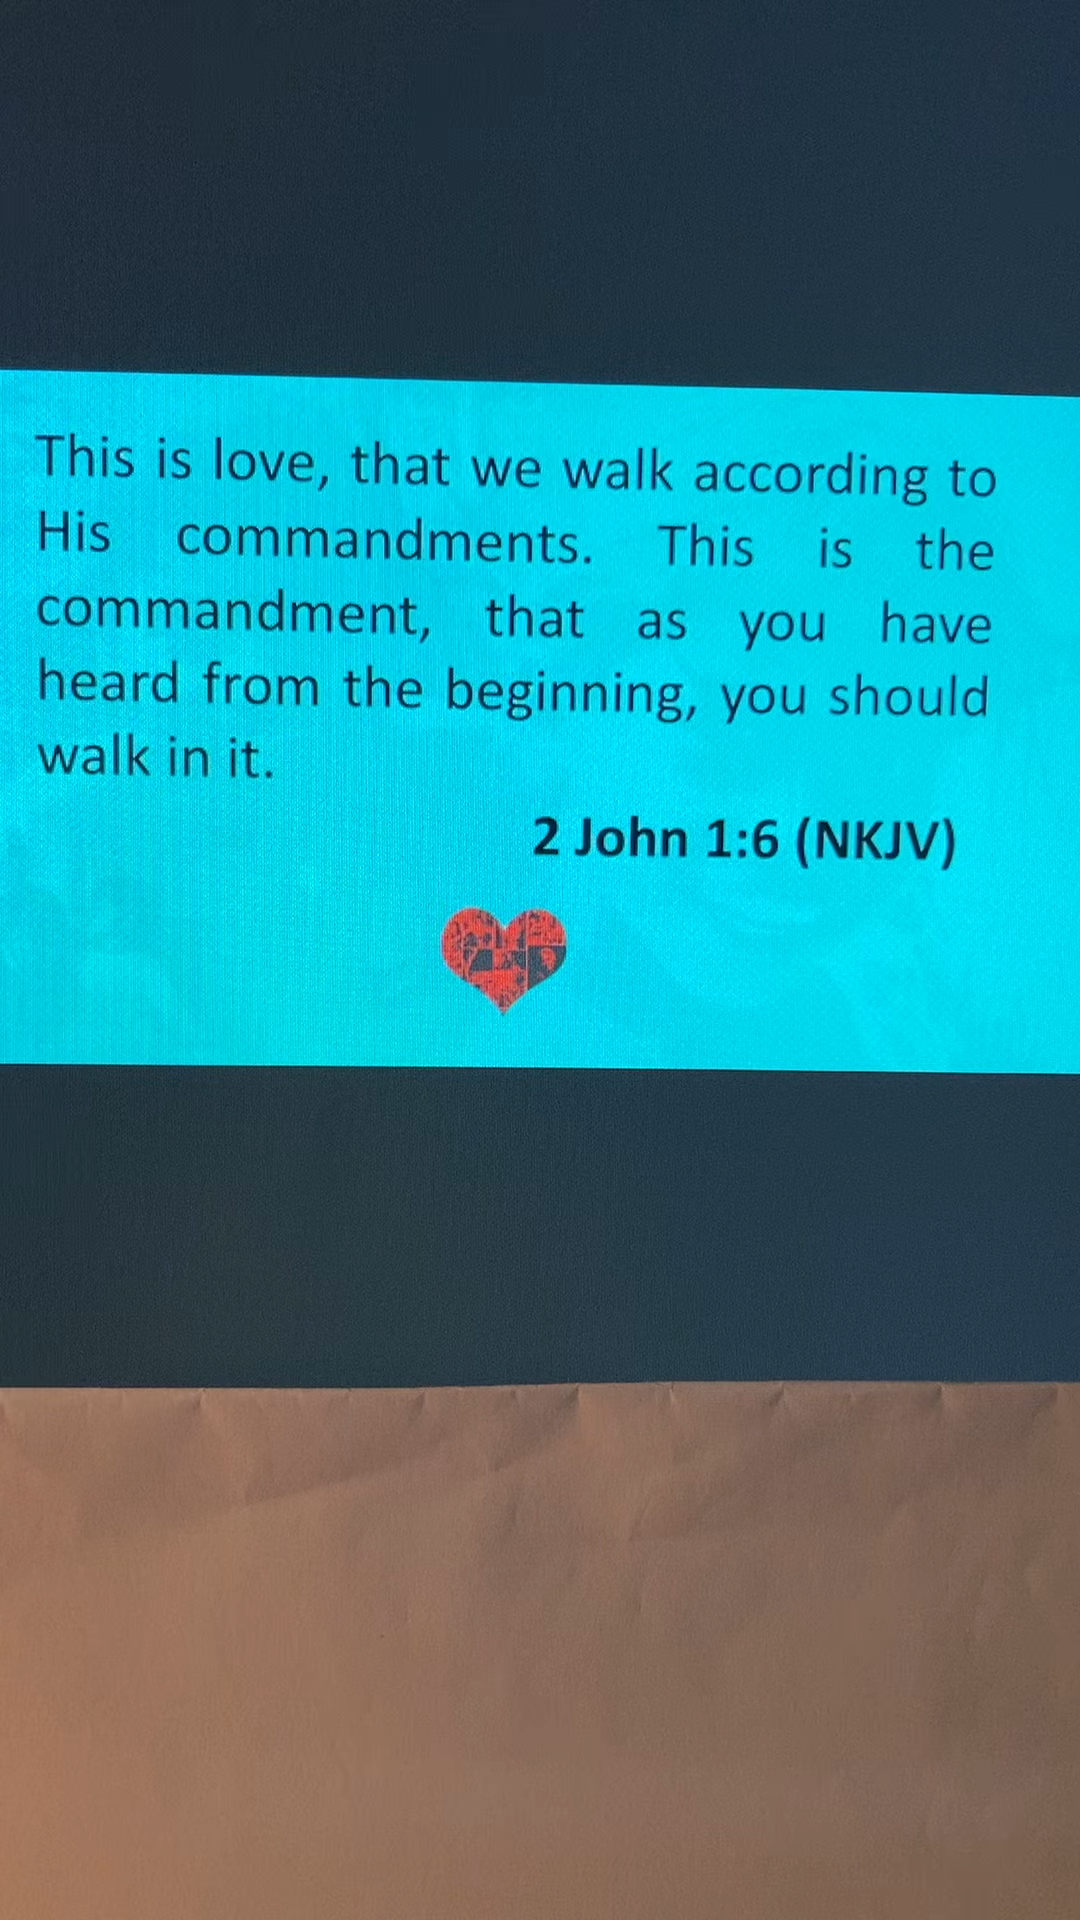 This is love, that we walk according to
His commandments. This is the
commandment, that as you have
heard from the beginning, you should
walk in it.
2 John 1:6 (NKJV)